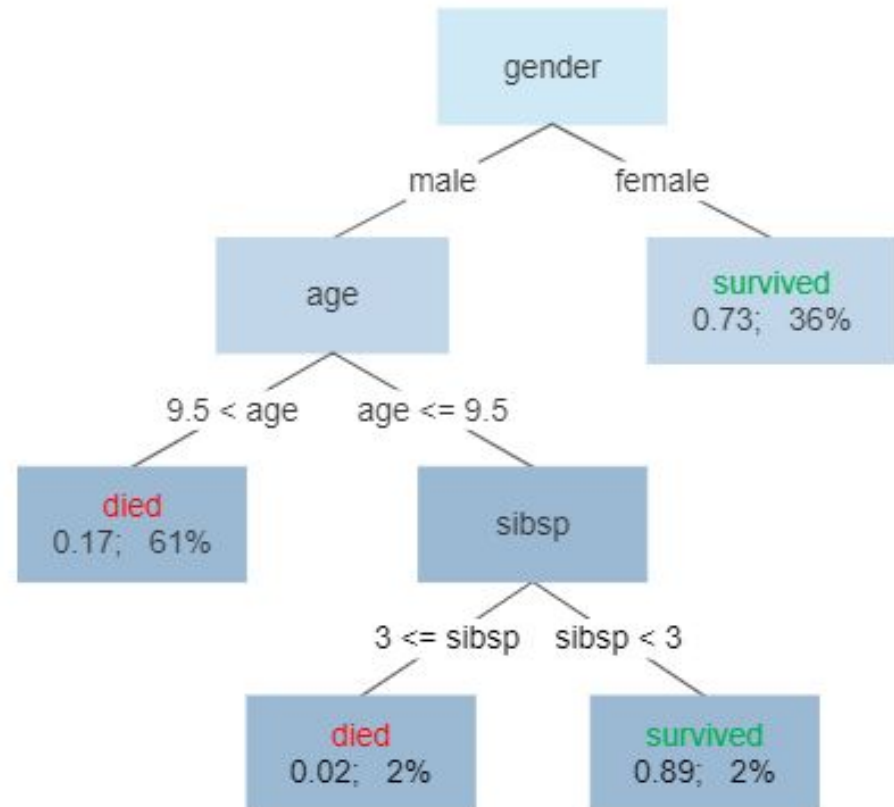 gender
male
female
age
survived
0.73; 36%
9.5 < age
age <= 9.5
died
0.17; 61%
sibsp
3 <= sibsp
sibsp < 3
died
0.02; 2%
survived
0.89; 2%